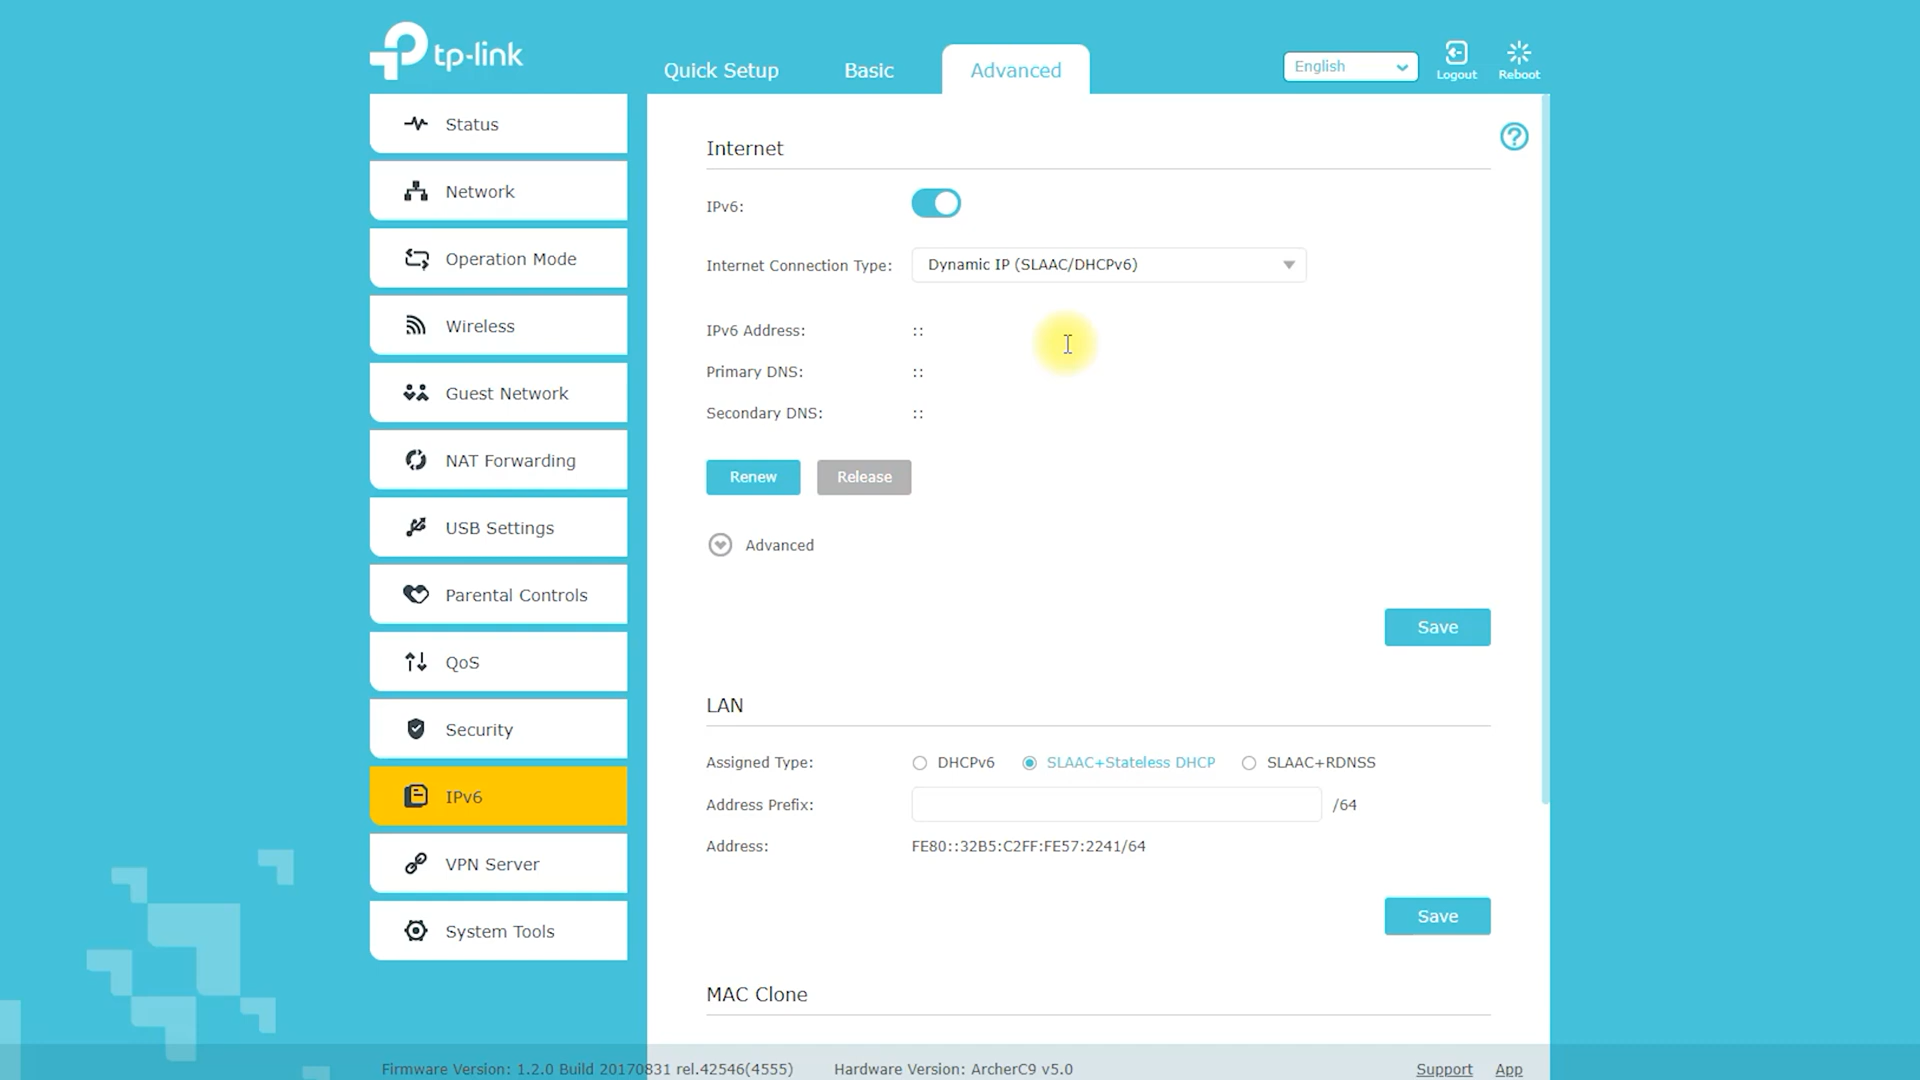 tp-link
Quick Setup
Basic
Advanced
English
Logout
Reboot
Status
Network
Operation Mode
Wireless
Guest Network
NAT Forwarding
USB Settings
Parental Controls
QoS
Security
IPv6
VPN Server
System Tools
Internet
IPv6:
Internet Connection Type: Dynamic IP (SLAAC/DHCPv6)
IPv6 Address: ::
Primary DNS: ::
Secondary DNS: ::
Renew Release
Advanced
Save
LAN
Assigned Type: DHCPv6 SLAAC+Stateless DHCP SLAAC+RDNSS
Address Prefix: /64
Address: FE80::32B5:C2FF:FE57:2241/64
Save
MAC Clone
Firmware Version: 1.2.0 Build 20170831 rel.42546(4555) Hardware Version: ArcherC9 v5.0 Support App